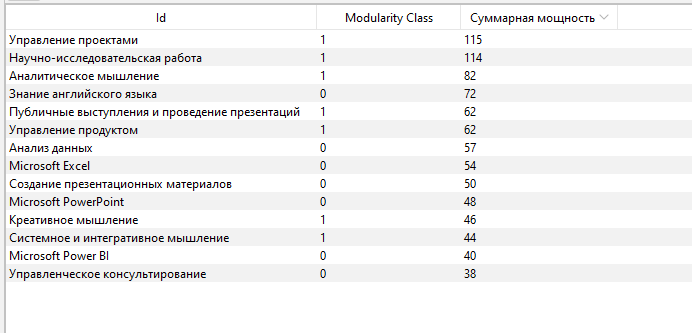 Id Modularity Class Суммарная мощность
Управление проектами 1 115
Научно-исследовательская работа 1 114
Аналитическое мышление 1 82
Знание английского языка 0 72
Публичные выступления и проведение презентаций 1 62
Управление продуктом 1 62
Анализ данных 0 57
Microsoft Excel 0 54
Создание презентационных материалов 0 50
Microsoft PowerPoint 0 48
Креативное мышление 1 46
Системное и интегративное мышление 1 44
Microsoft Power BI 0 40
Управленческое консультирование 0 38